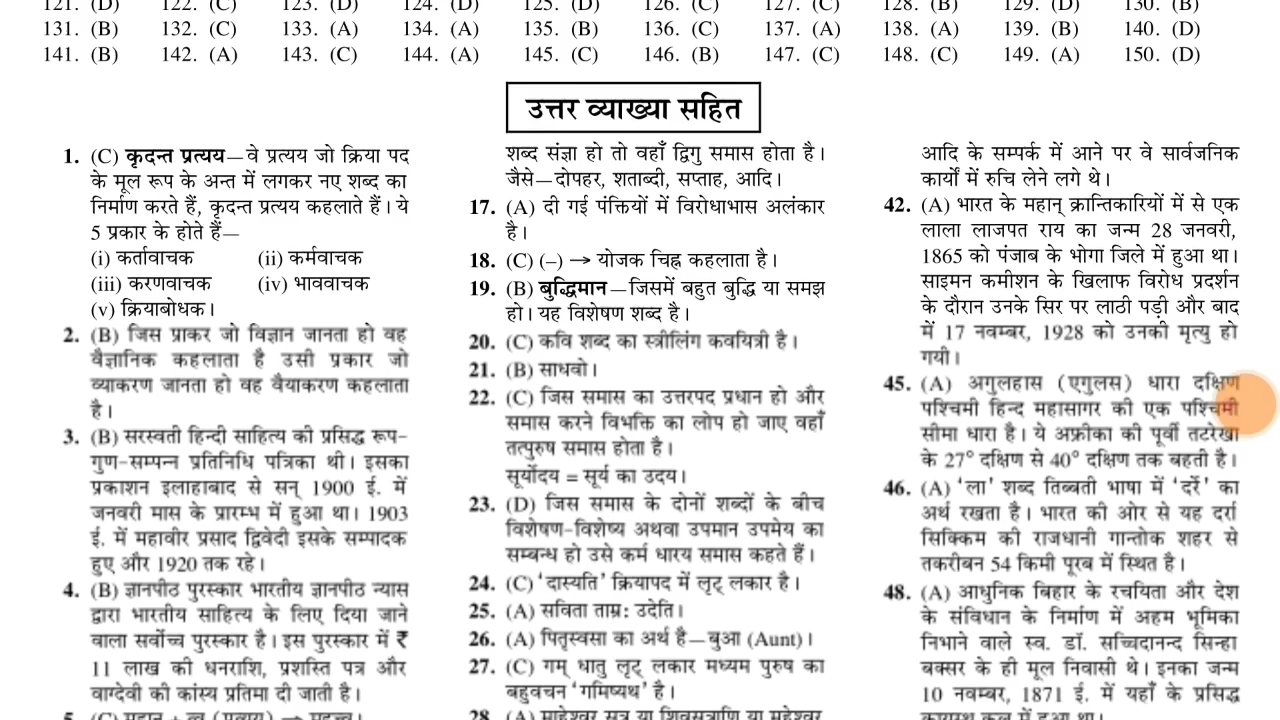 121. (D) 122. (C) 123. (D) 124. (D) 125. (D) 126. (C) 127. (C) 128. (B) 129. (D) 130. (B)
131. (B) 132. (C) 133. (A) 134. (A) 135. (B) 136. (C) 137. (A) 138. (A) 139. (B) 140. (D)
141. (B) 142. (A) 143. (C) 144. (A) 145. (C) 146. (B) 147. (C) 148. (C) 149. (A) 150. (D)
उत्तर व्याख्या सहित
1. (C) कृदन्त प्रत्यय—वे प्रत्यय जो क्रिया पद
के मूल रूप के अन्त में लगकर नए शब्द का
निर्माण करते हैं, कृदन्त प्रत्यय कहलाते हैं। ये
5 प्रकार के होते हैं—
(i) कर्तावाचक (ii) कर्मवाचक
(iii) करणवाचक (iv) भाववाचक
(v) क्रियाबोधक।
2. (B) जिस प्राकर जो विज्ञान जानता हो वह
वैज्ञानिक कहलाता है उसी प्रकार जो
व्याकरण जानता हो वह वैयाकरण कहलाता
है।
3. (B) सरस्वती हिन्दी साहित्य की प्रसिद्ध रूप-
गुण-सम्पन्न प्रतिनिधि पत्रिका थी। इसका
प्रकाशन इलाहाबाद से सन् 1900 ई. में
जनवरी मास के प्रारम्भ में हुआ था। 1903
ई. में महावीर प्रसाद द्विवेदी इसके सम्पादक
हुए और 1920 तक रहे।
4. (B) ज्ञानपीठ पुरस्कार भारतीय ज्ञानपीठ न्यास
द्वारा भारतीय साहित्य के लिए दिया जाने
वाला सर्वोच्च पुरस्कार है। इस पुरस्कार में ₹
11 लाख की धनराशि, प्रशस्ति पत्र और
वाग्देवी की कांस्य प्रतिमा दी जाती है।
5. (C) महान + त्व (प्रत्यय) → महत्त्व।
शब्द संज्ञा हो तो वहाँ द्विगु समास होता है।
जैसे—दोपहर, शताब्दी, सप्ताह, आदि।
17. (A) दी गई पंक्तियों में विरोधाभास अलंकार
है।
18. (C) (–) → योजक चिह्न कहलाता है।
19. (B) बुद्धिमान—जिसमें बहुत बुद्धि या समझ
हो। यह विशेषण शब्द है।
20. (C) कवि शब्द का स्त्रीलिंग कवयित्री है।
21. (B) साधवो।
22. (C) जिस समास का उत्तरपद प्रधान हो और
समास करने विभक्ति का लोप हो जाए वहाँ
तत्पुरुष समास होता है।
सूर्योदय = सूर्य का उदय।
23. (D) जिस समास के दोनों शब्दों के बीच
विशेषण-विशेष्य अथवा उपमान उपमेय का
सम्बन्ध हो उसे कर्म धारय समास कहते हैं।
24. (C) ‘दास्यति’ क्रियापद में लृट् लकार है।
25. (A) सविता ताम्र: उदेति।
26. (A) पितृस्वसा का अर्थ है—बुआ (Aunt)।
27. (C) गम् धातु लृट् लकार मध्यम पुरुष का
बहुवचन ‘गमिष्यथ’ है।
28. (A) माहेश्वर सूत्र या शिवसूत्राणि या महेश्वर
आदि के सम्पर्क में आने पर वे सार्वजनिक
कार्यों में रुचि लेने लगे थे।
42. (A) भारत के महान् क्रान्तिकारियों में से एक
लाला लाजपत राय का जन्म 28 जनवरी,
1865 को पंजाब के भोगा जिले में हुआ था।
साइमन कमीशन के खिलाफ विरोध प्रदर्शन
के दौरान उनके सिर पर लाठी पड़ी और बाद
में 17 नवम्बर, 1928 को उनकी मृत्यु हो
गयी।
45. (A) अगुलहास (एगुलस) धारा दक्षिण
पश्चिमी हिन्द महासागर की एक पश्चिमी
सीमा धारा है। ये अफ्रीका की पूर्वी तटरेखा
के 27° दक्षिण से 40° दक्षिण तक बहती है।
46. (A) ‘ला’ शब्द तिब्बती भाषा में ‘दर्रे’ का
अर्थ रखता है। भारत की ओर से यह दर्रा
सिक्किम की राजधानी गान्तोक शहर से
तकरीबन 54 किमी पूरब में स्थित है।
48. (A) आधुनिक बिहार के रचयिता और देश
के संविधान के निर्माण में अहम भूमिका
निभाने वाले स्व. डॉ. सच्चिदानन्द सिन्हा
बक्सर के ही मूल निवासी थे। इनका जन्म
10 नवम्बर, 1871 ई. में यहाँ के प्रसिद्ध
कायस्थ कुल में हुआ था।